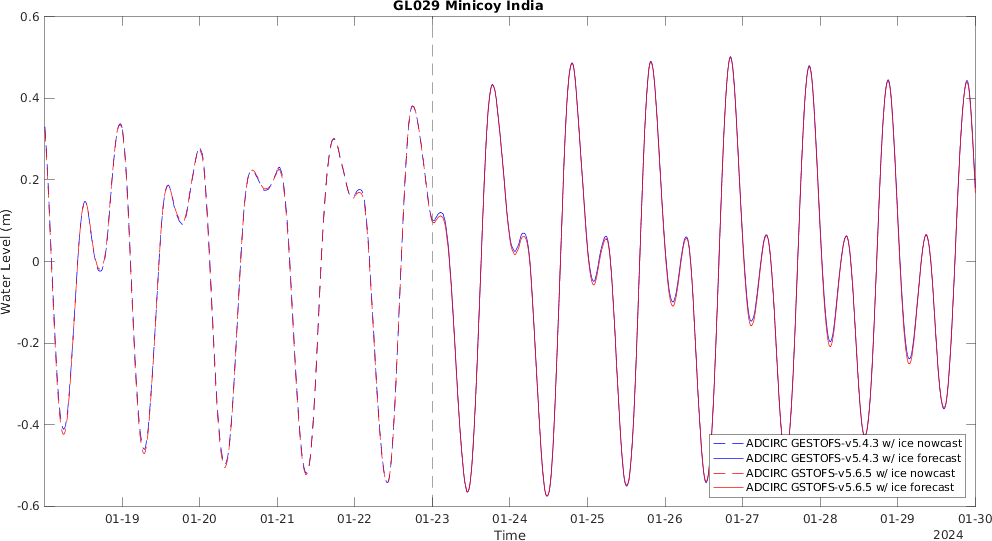 GL029 Minicoy India
0.6
0.4
0.2
0
-0.2
-0.4
-0.6
Water Level (m)
ADCIRC GESTOFS-v5.4.3 w/ ice nowcast
ADCIRC GESTOFS-v5.4.3 w/ ice forecast
ADCIRC GSTOFS-v5.6.5 w/ ice nowcast
ADCIRC GSTOFS-v5.6.5 w/ ice forecast
01-19 01-20 01-21 01-22 01-23 01-24 01-25 01-26 01-27 01-28 01-29 01-30
Time
2024